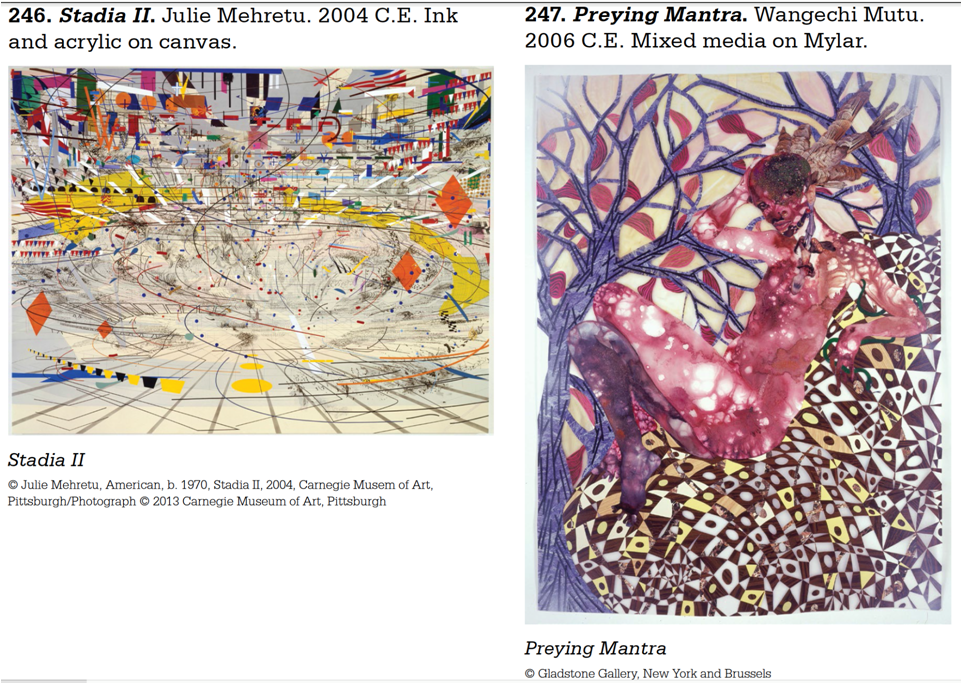 246. Stadia II. Julie Mehretu. 2004 C.E. Ink
and acrylic on canvas.
Stadia II
© Julie Mehretu, American, b. 1970, Stadia II, 2004, Carnegie Musem of Art,
Pittsburgh/Photograph © 2013 Carnegie Museum of Art, Pittsburgh
247. Preying Mantra. Wangechi Mutu.
2006 C.E. Mixed media on Mylar.
Preying Mantra
© Gladstone Gallery, New York and Brussels